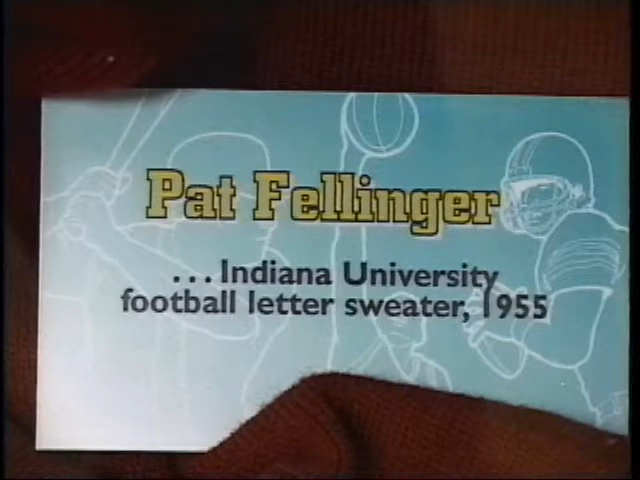 Pat Fellinger
...Indiana University
football letter sweater, 1955